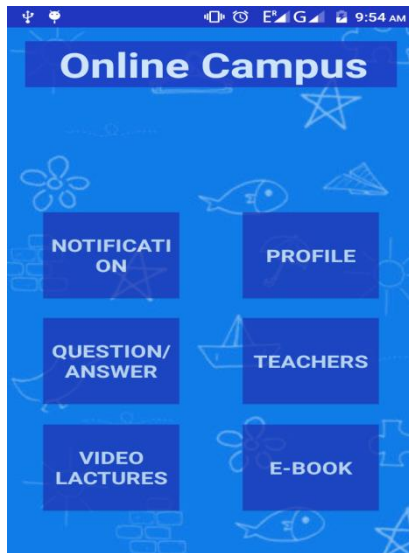 E R G 9:54 AM
Online Campus
NOTIFICATI
ON
PROFILE
QUESTION/
ANSWER
TEACHERS
VIDEO
LACTURES
E-BOOK